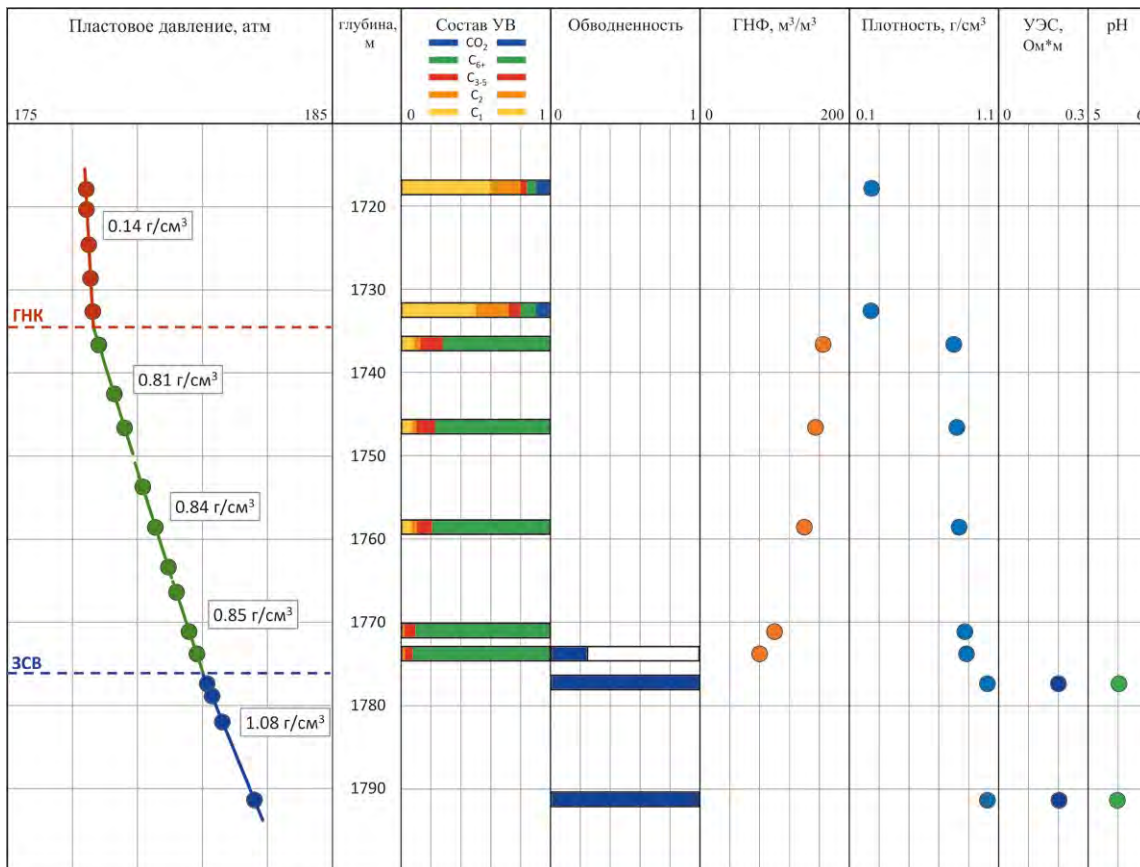 Пластовое давление, атм
175 185
глубина,
м
Состав УВ
CO2
C6+
C3-5
C2
C1
0 1
Обводненность
0 1
ГНФ, м³/м³
0 200
Плотность, г/см³
0.1 1.1
УЭС,
Ом*м
0 0.3
pH
5 6
1720
1730
1740
1750
1760
1770
1780
1790
0.14 г/см³
ГНК
0.81 г/см³
0.84 г/см³
0.85 г/см³
ЗСВ
1.08 г/см³